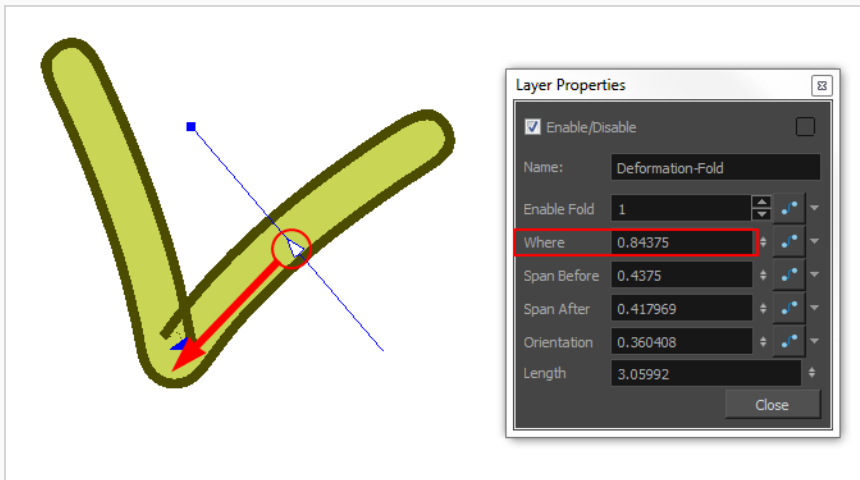 Layer Properties
Enable/Disable
Name: Deformation-Fold
Enable Fold 1
Where 0.84375
Span Before 0.4375
Span After 0.417969
Orientation 0.360408
Length 3.05992
Close